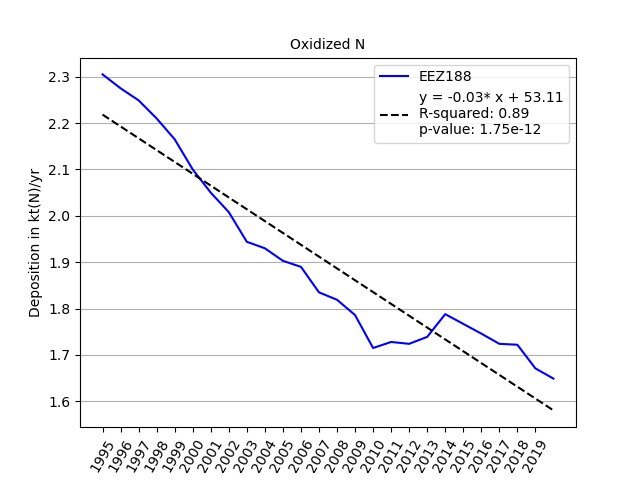 Oxidized N
EEZ188
y = -0.03* x + 53.11
R-squared: 0.89
p-value: 1.75e-12
Deposition in kt(N)/yr
2.3
2.2
2.1
2.0
1.9
1.8
1.7
1.6
1995 1996 1997 1998 1999 2000 2001 2002 2003 2004 2005 2006 2007 2008 2009 2010 2011 2012 2013 2014 2015 2016 2017 2018 2019